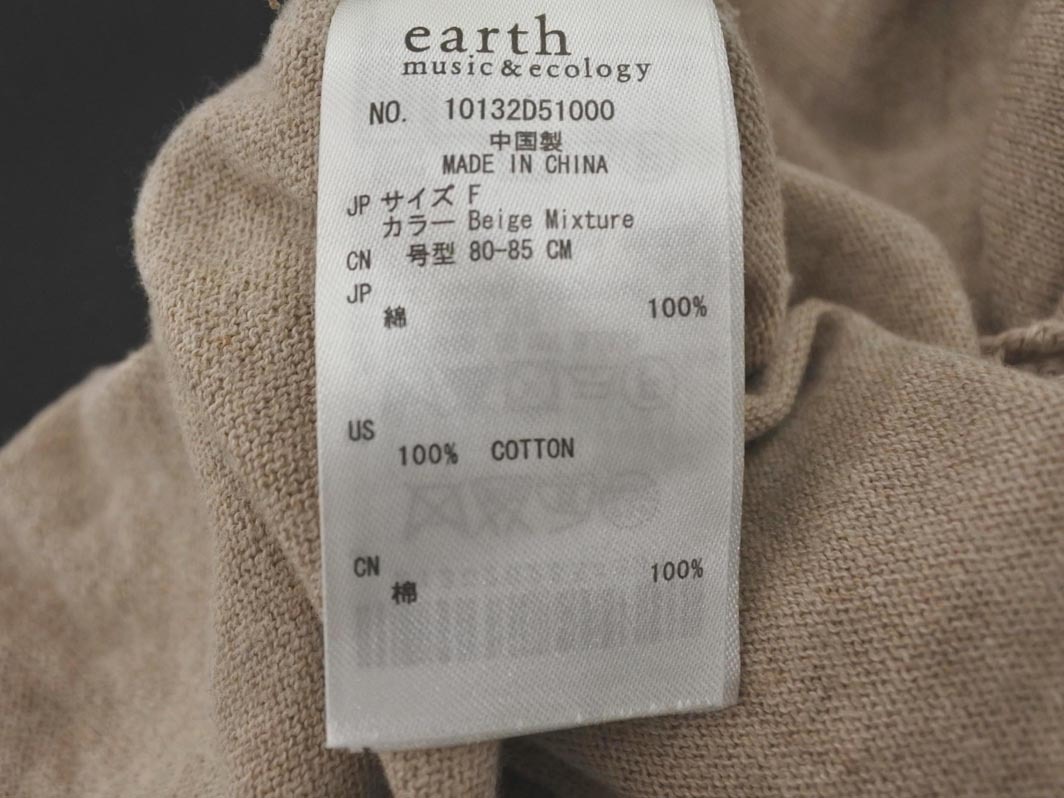 earth
music&ecology
NO. 10132D51000
中国製
MADE IN CHINA
JP サイズ F
カラー Beige Mixture
CN 号型 80-85 CM
JP
綿 100%
US
100% COTTON
CN
棉 100%